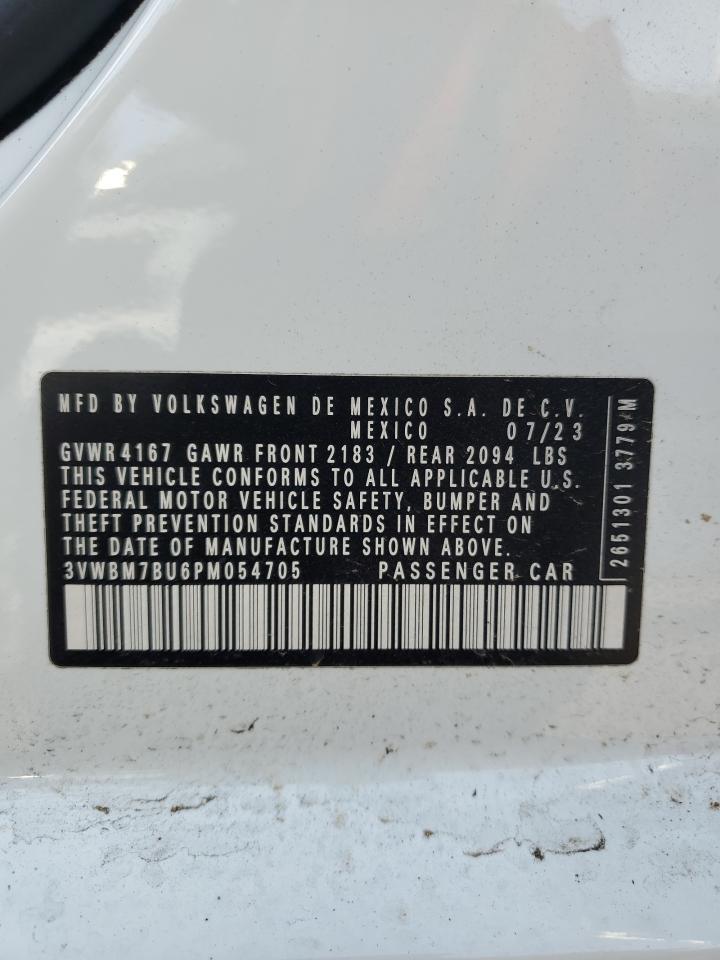 MFD BY VOLKSWAGEN DE MEXICO S.A. DE C.V.
MEXICO 07/23
GVWR 4167 GAWR FRONT 2183 / REAR 2094 LBS
THIS VEHICLE CONFORMS TO ALL APPLICABLE U.S.
FEDERAL MOTOR VEHICLE SAFETY, BUMPER AND
THEFT PREVENTION STANDARDS IN EFFECT ON
THE DATE OF MANUFACTURE SHOWN ABOVE.
3VWBM7BU6PM054705 PASSENGER CAR
2651301 3779 M